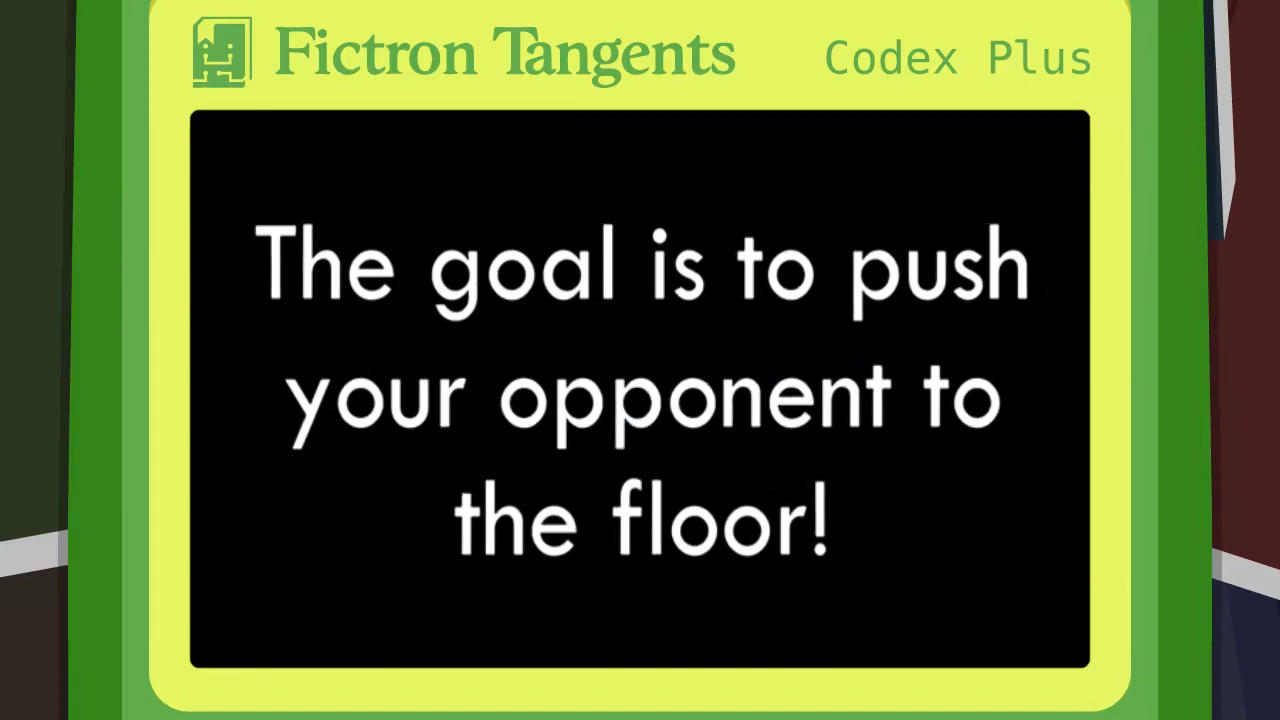 Fictron Tangents Codex Plus
The goal is to push
your opponent to
the floor!